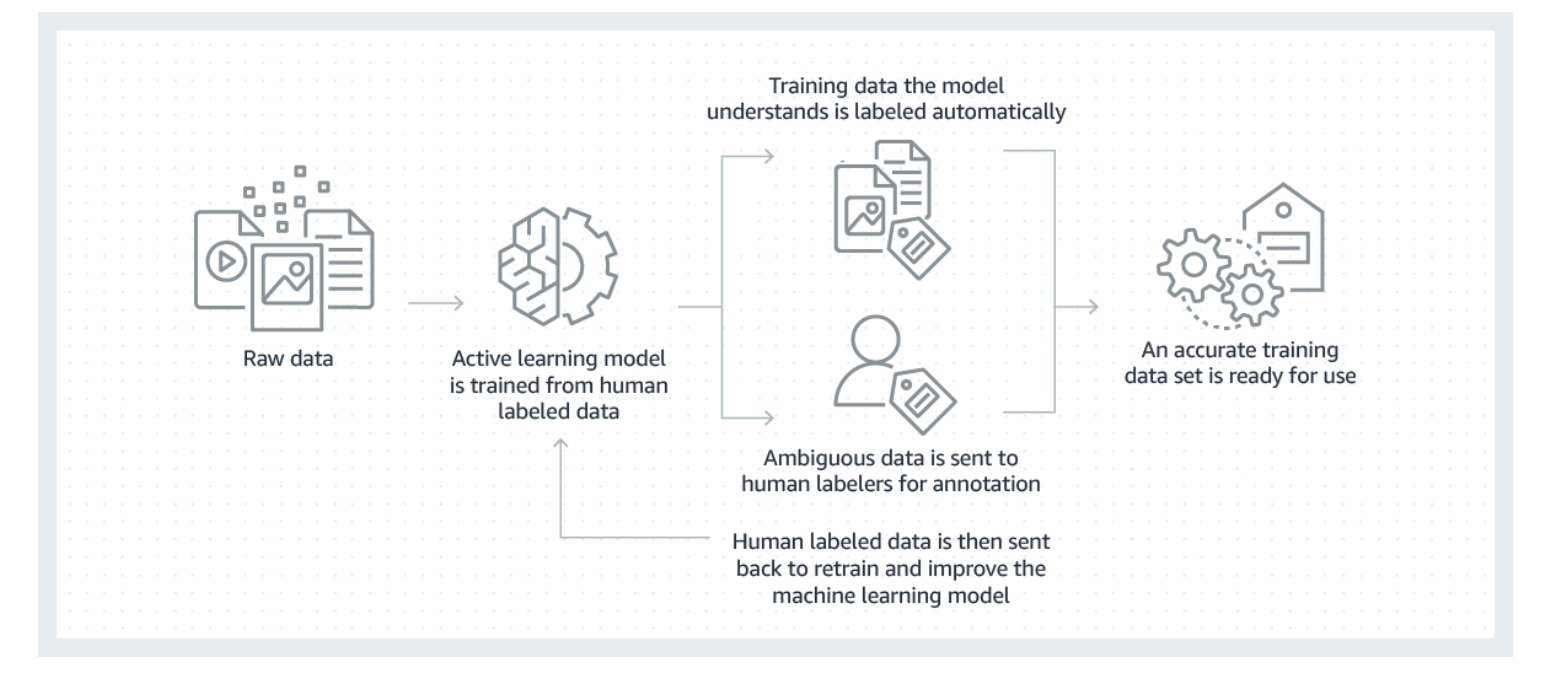 Training data the model
understands is labeled automatically
Raw data
Active learning model
is trained from human
labeled data
An accurate training
data set is ready for use
Ambiguous data is sent to
human labelers for annotation
Human labeled data is then sent
back to retrain and improve the
machine learning model